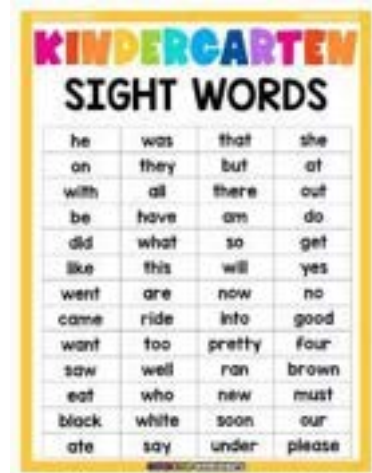 KINDERGARTEN
SIGHT WORDS
he was that she
on they but at
with all there out
be have am do
did what so get
like this will yes
went are now no
came ride into good
want too pretty four
saw well ran brown
eat who new must
black white soon our
ate say under please